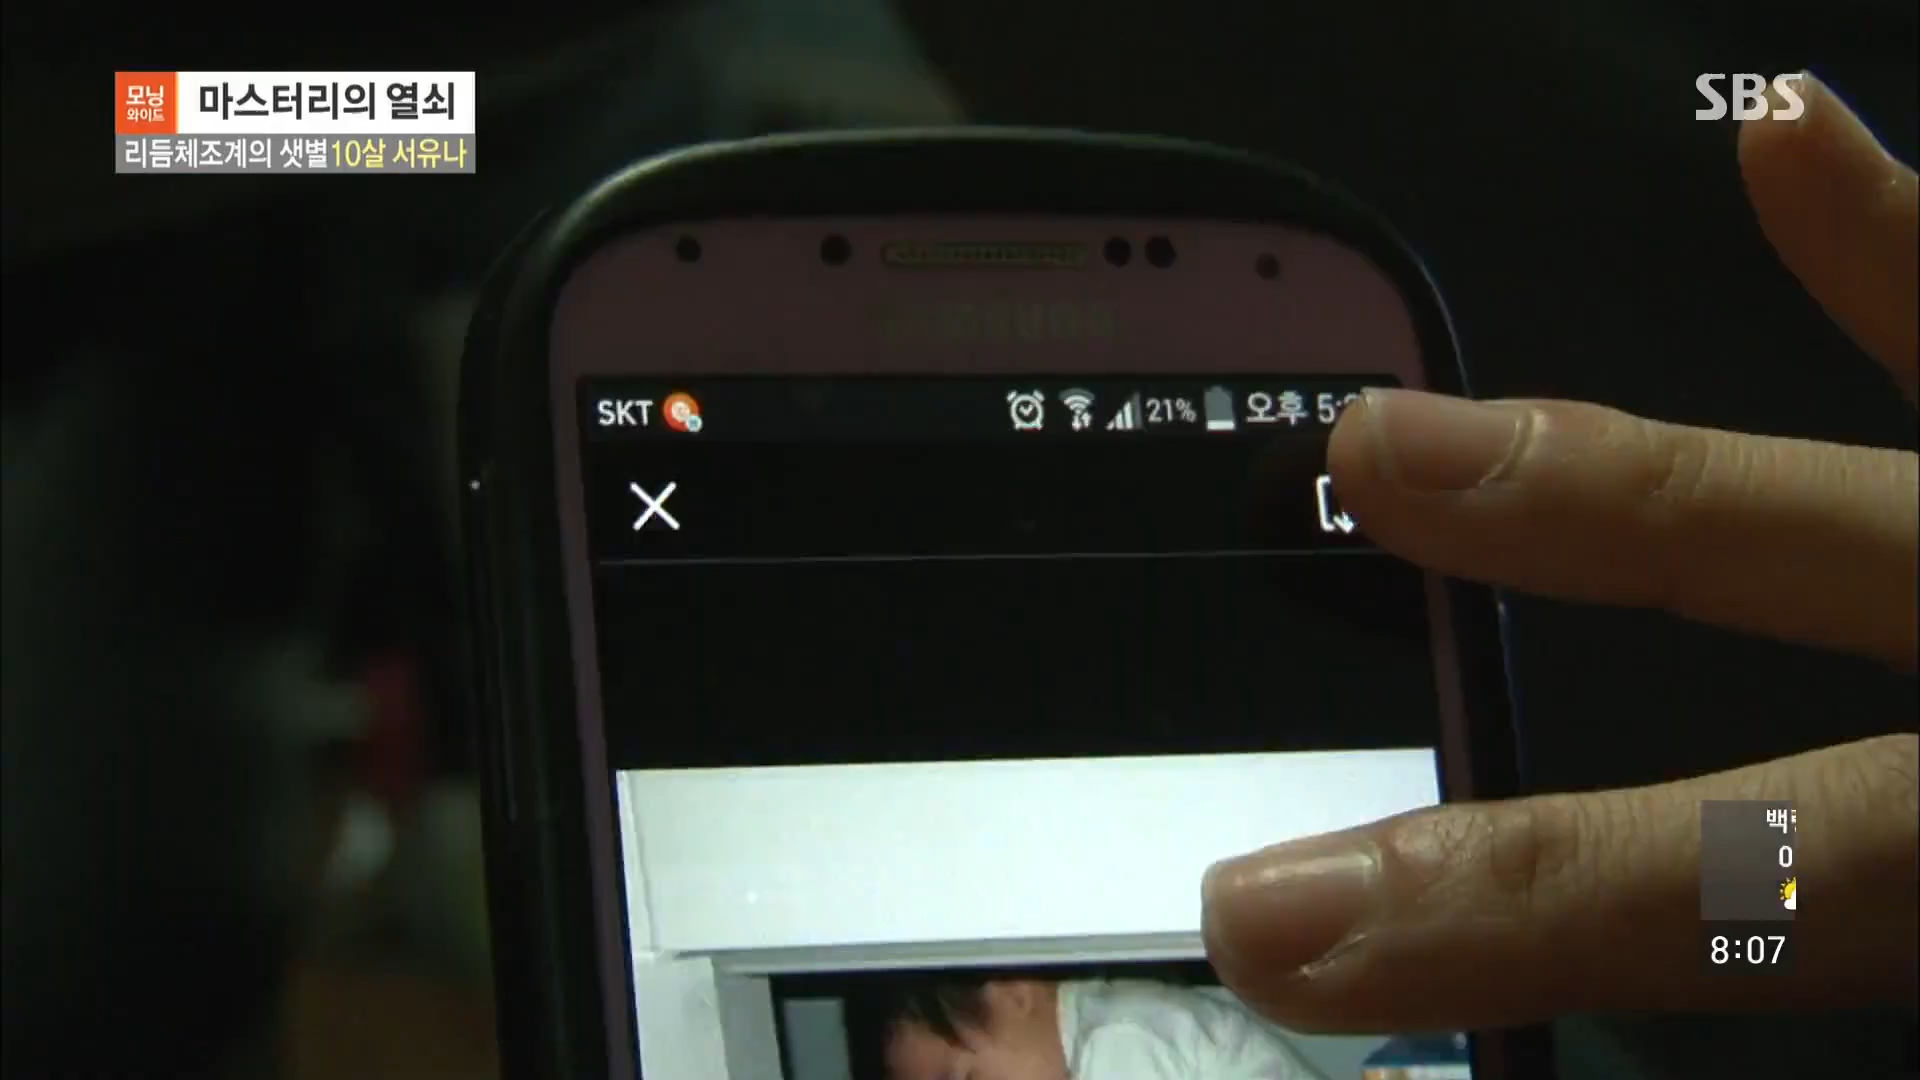 모닝
와이드
마스터리의 열쇠
리듬체조계의 샛별 10살 서유나
SBS
SAMSUNG
SKT
21%
오후 5:
8:07